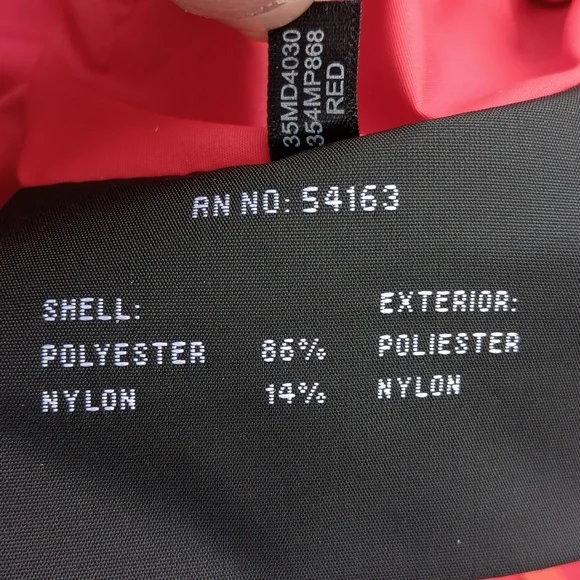 35MD4030
354MP868
RED
RN NO: 54163
SHELL: EXTERIOR:
POLYESTER 86% POLIESTER
NYLON 14% NYLON